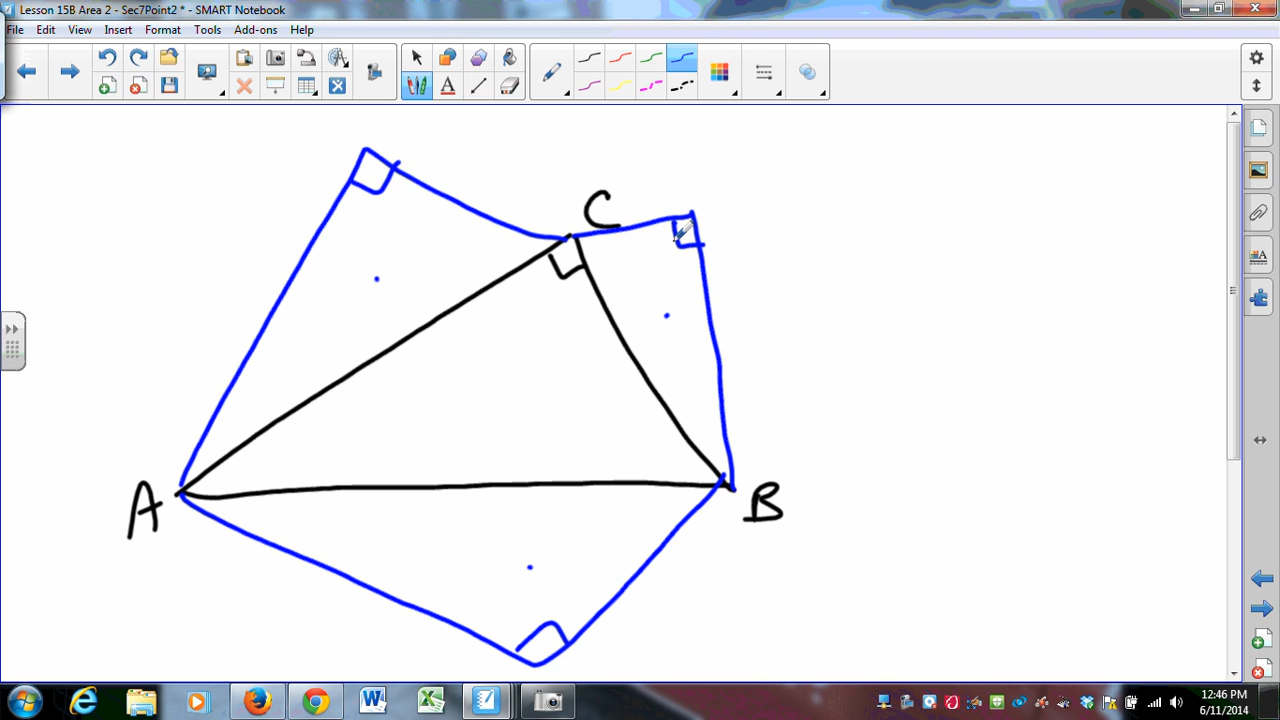 Lesson 15B Area 2 - Sec7Point2 * - SMART Notebook
File Edit View Insert Format Tools Add-ons Help
C
A
B
12:46 PM
6/11/2014